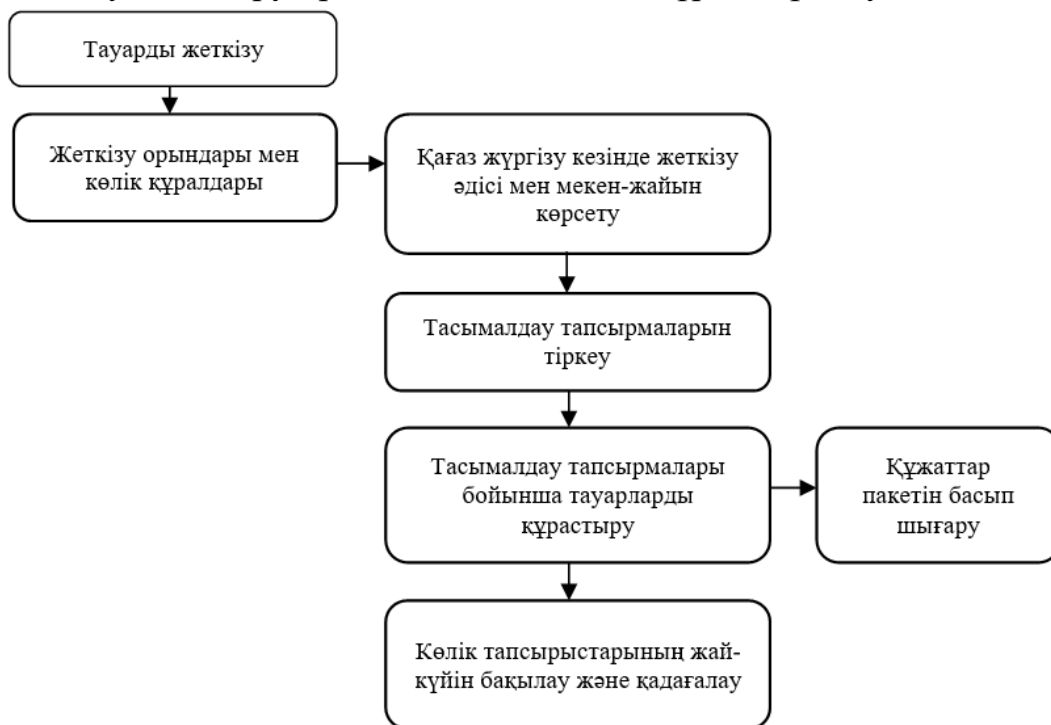 Тауарды жеткізу
Жеткізу орындары мен
көлік құралдары
Қағаз жүргізу кезінде жеткізу
әдісі мен мекен-жайын
көрсету
Тасымалдау тапсырмаларын
тіркеу
Тасымалдау тапсырмалары
бойынша тауарларды
құрастыру
Құжаттар
пакетін басып
шығару
Көлік тапсырыстарының жай-
күйін бақылау және қадағалау